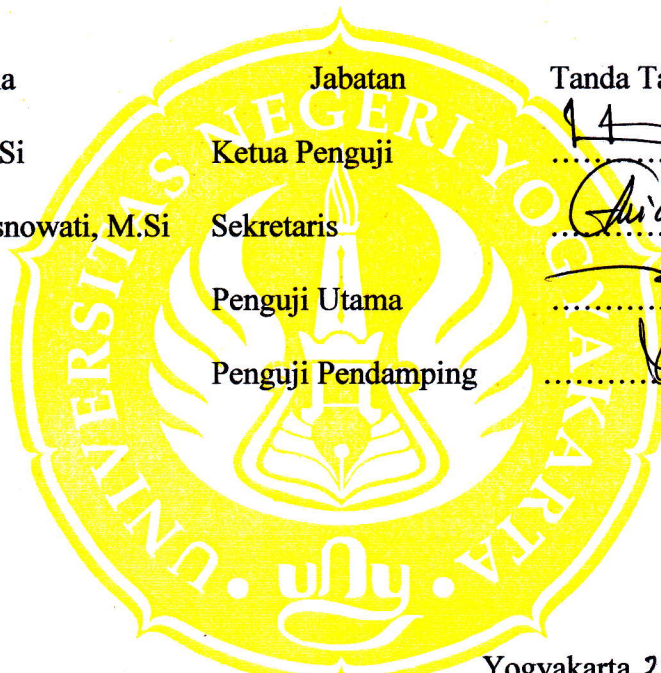 a Jabatan Tanda Ta
Si Ketua Penguji ..........
snowati, M.Si Sekretaris ..........
Penguji Utama ..........
Penguji Pendamping ..........
UNIVERSITAS NEGERI YOGYAKARTA
uny
Yogyakarta, 2